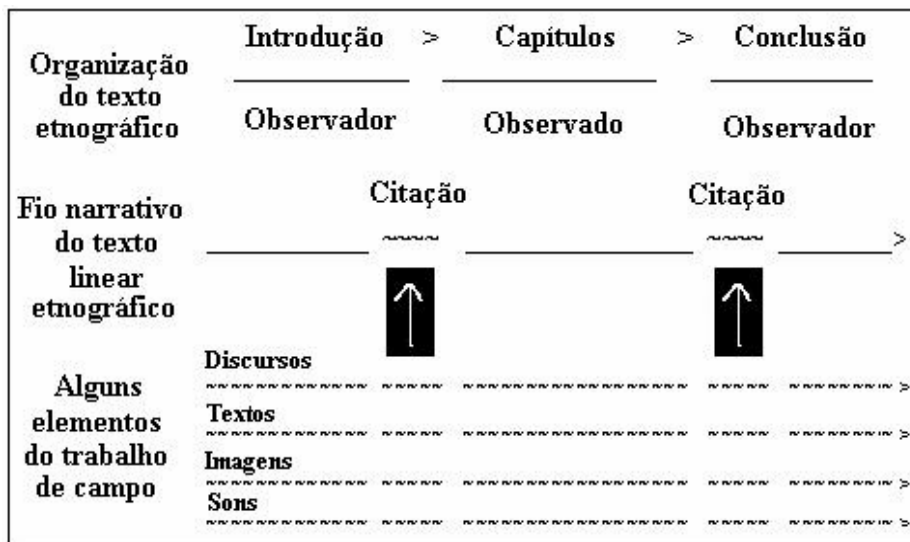 Introdução > Capítulos > Conclusão
Organização
do texto
etnográfico
Observador Observado Observador
Citação Citação
Fio narrativo
do texto
linear
etnográfico
>
Discursos
>
Alguns
elementos
do trabalho
de campo
Textos
>
Imagens
>
Sons
>